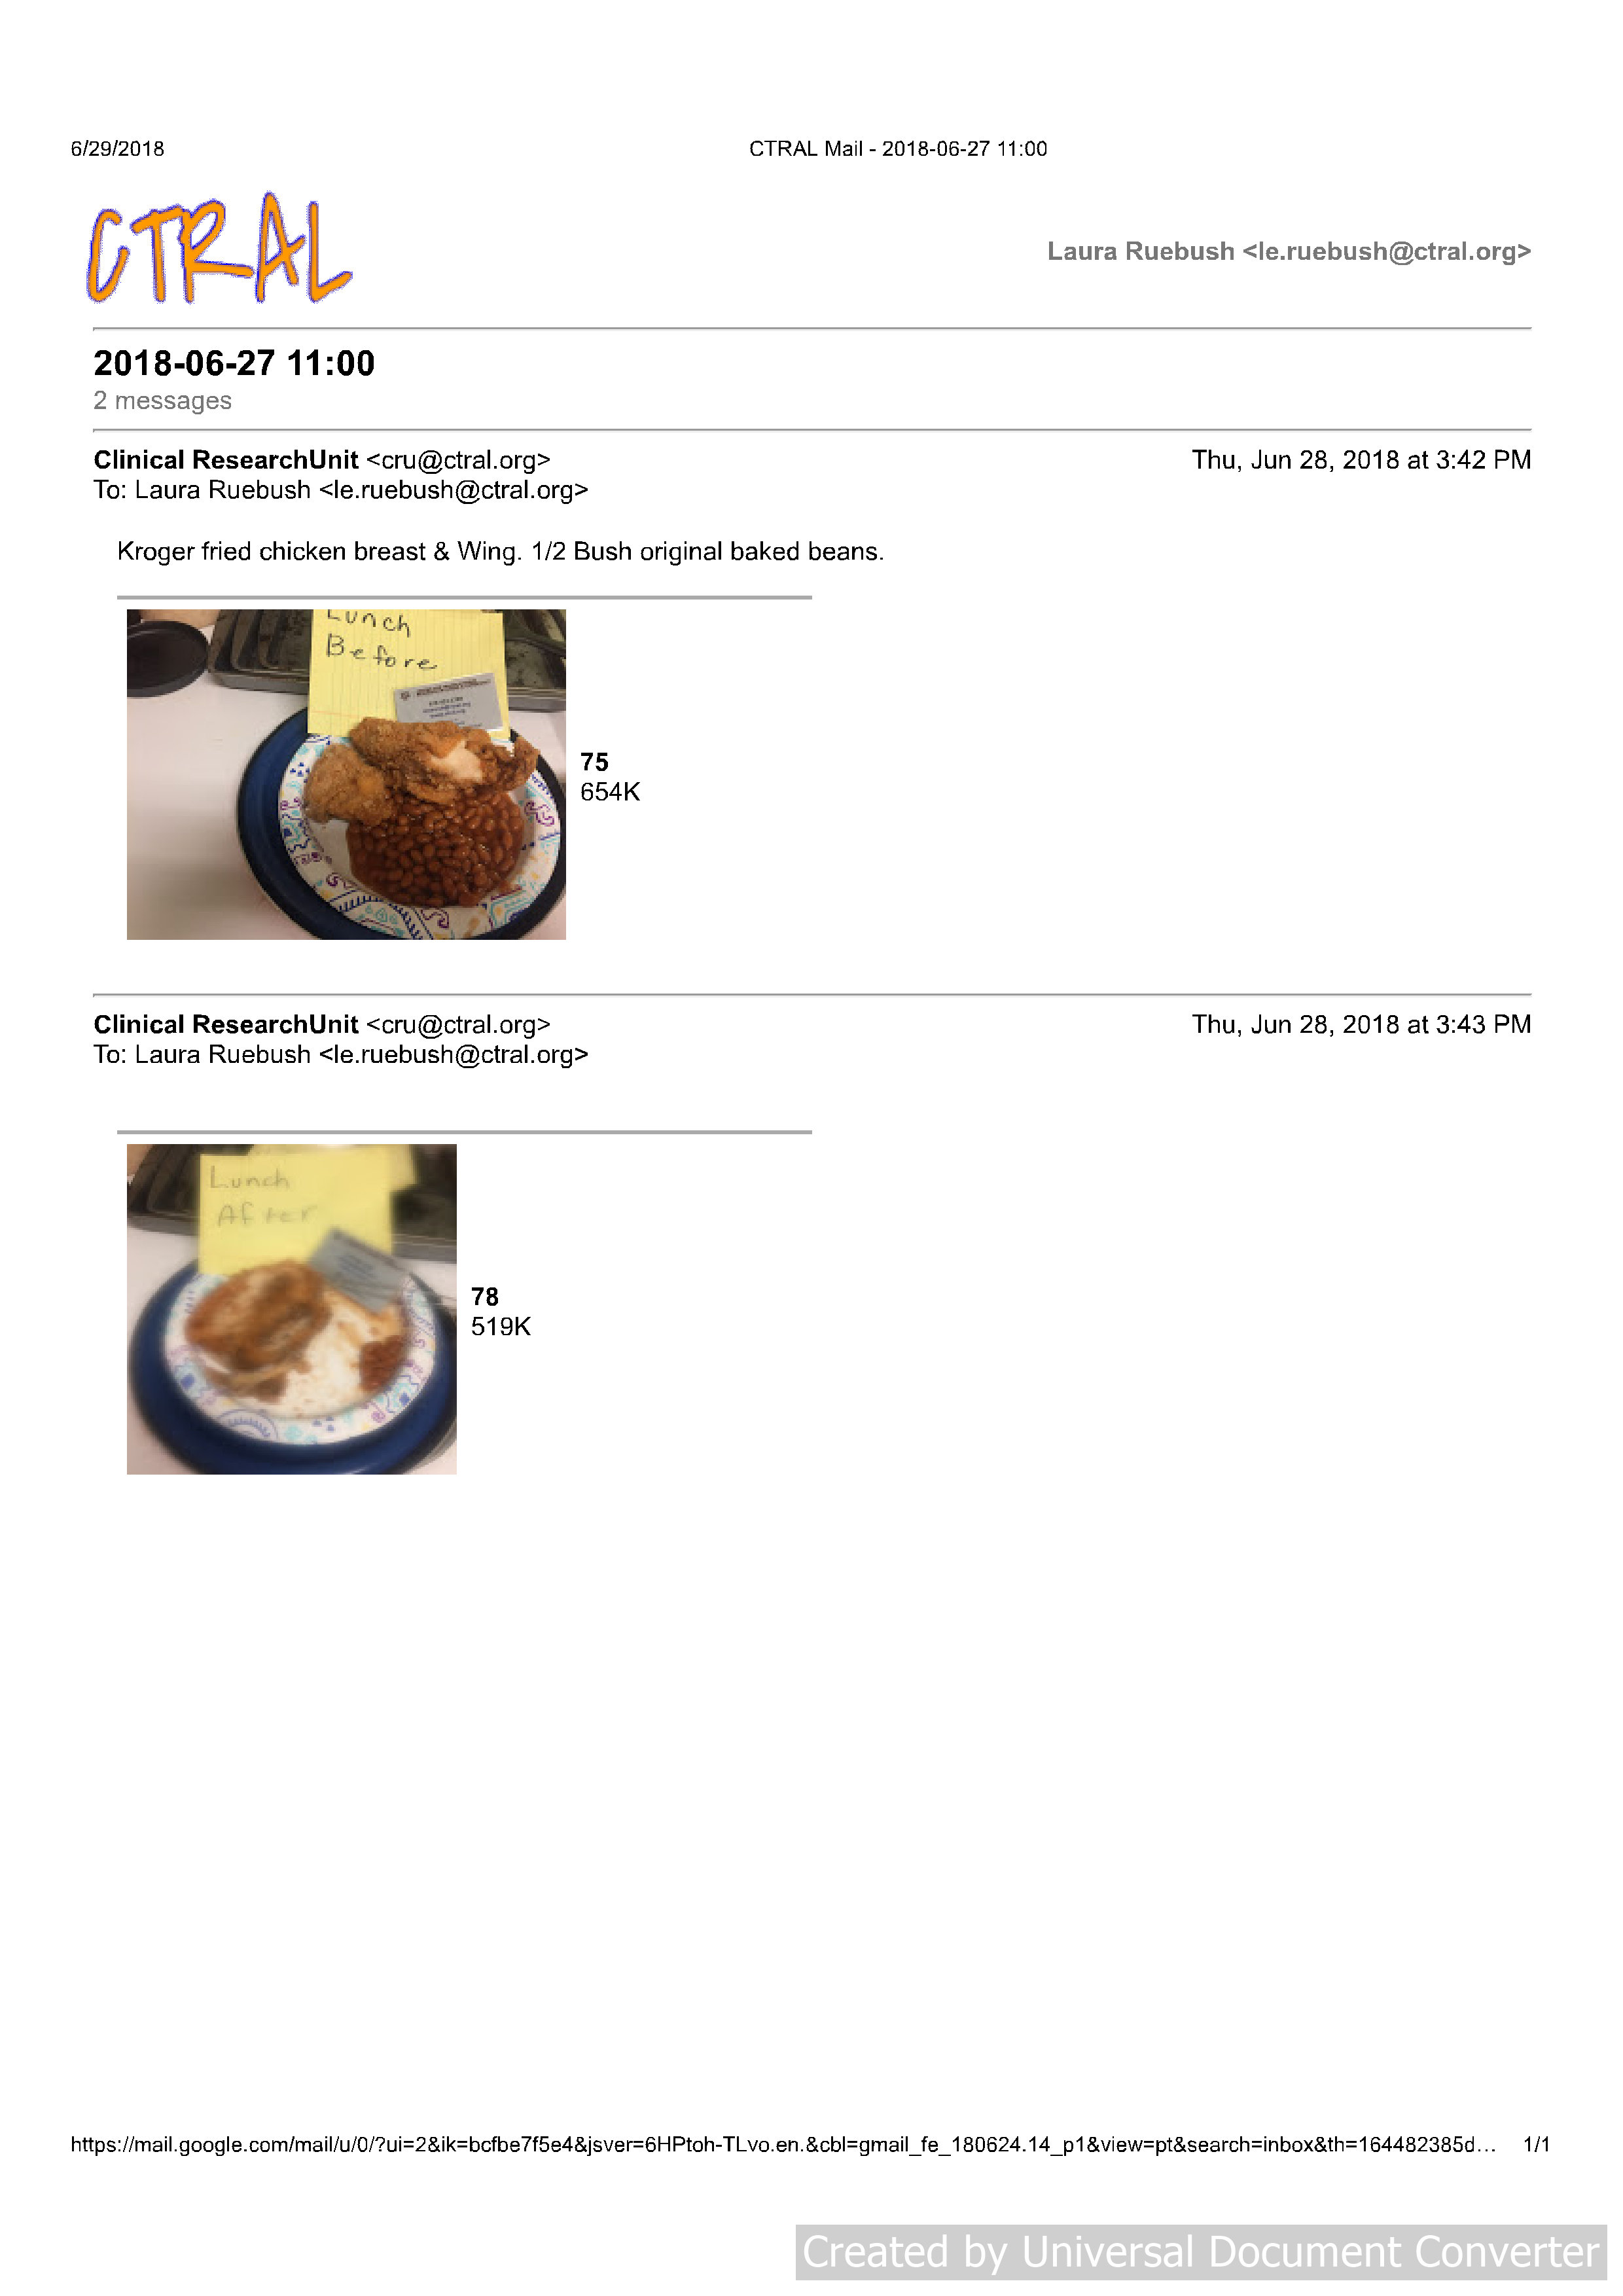 6/29/2018
CTRAL Mail - 2018-06-27 11:00
CTRAL
Laura Ruebush <le.ruebush@ctral.org>
2018-06-27 11:00
2 messages
Clinical ResearchUnit <cru@ctral.org>
Thu, Jun 28, 2018 at 3:42 PM
To: Laura Ruebush <le.ruebush@ctral.org>
Kroger fried chicken breast & Wing. 1/2 Bush original baked beans.
Lunch
Before
75
654K
Clinical ResearchUnit <cru@ctral.org>
Thu, Jun 28, 2018 at 3:43 PM
To: Laura Ruebush <le.ruebush@ctral.org>
Lunch
After
78
519K
https://mail.google.com/mail/u/0/?ui=2&ik=bcfbe7f5e4&jsver=6HPtoh-TLvo.en.&cbl=gmail_fe_180624.14_p1&view=pt&search=inbox&th=164482385d... 1/1
Created by Universal Document Converter